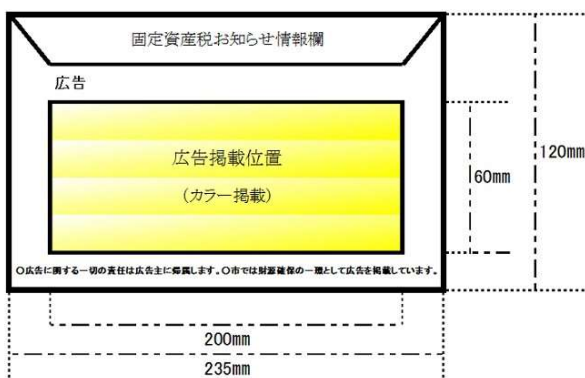 固定資産税お知らせ情報欄
広告
広告掲載位置
(カラー掲載)
○広告に関する一切の責任は広告主に帰属します。○市では財源確保の一環として広告を掲載しています。
60mm
120mm
200mm
235mm